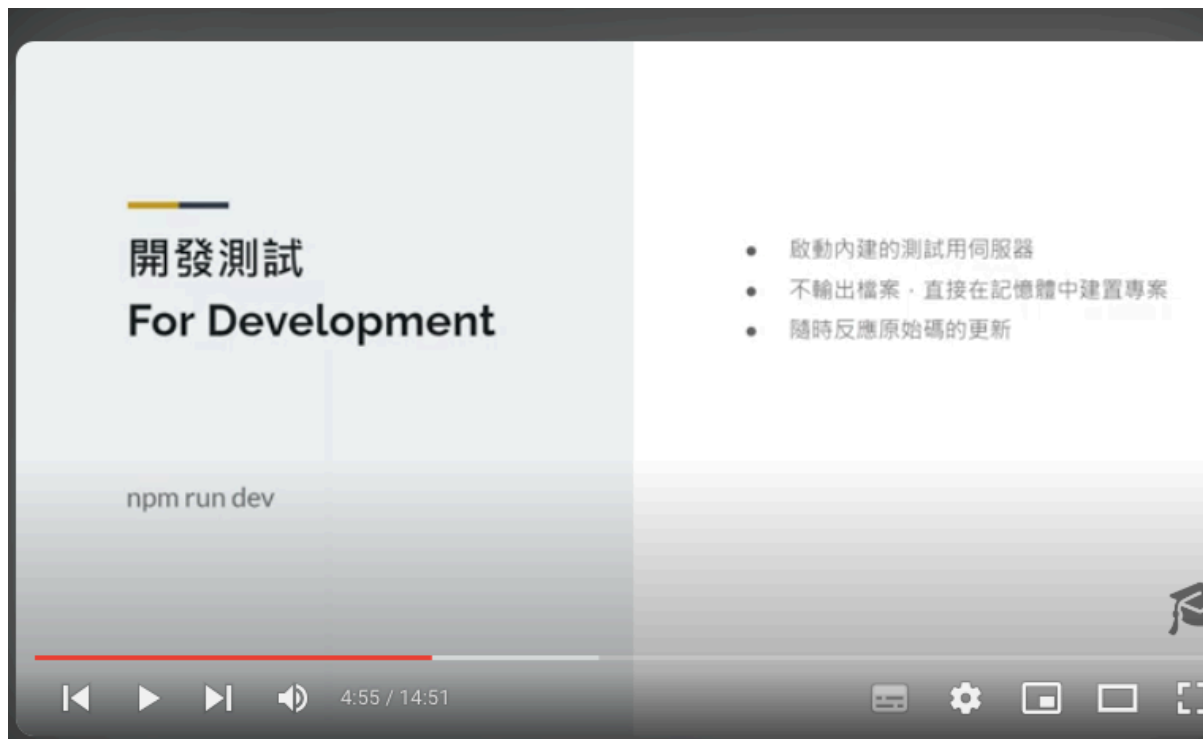 開發測試
For Development
npm run dev
● 啟動內建的測試用伺服器
● 不輸出檔案，直接在記憶體中建置專案
● 隨時反應原始碼的更新
4:55 / 14:51